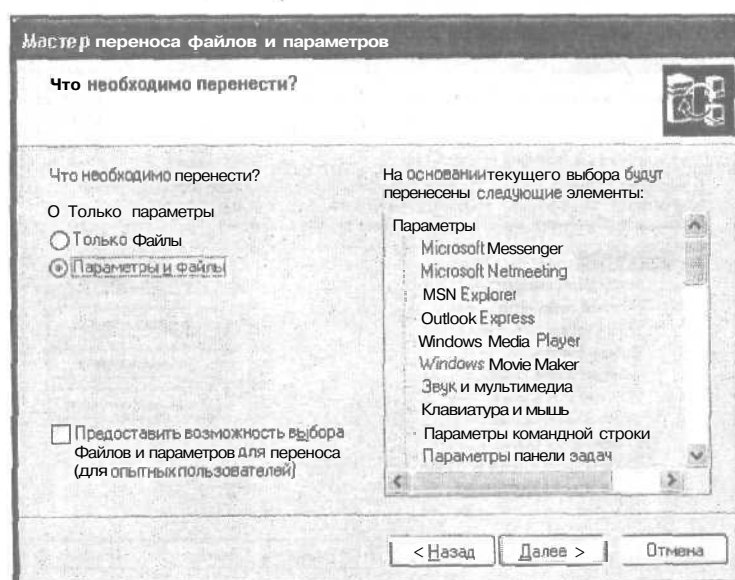 Мастер переноса файлов и параметров
Что необходимо перенести?
Что необходимо перенести?
О Только параметры
Только Файлы
Параметры и файлы
Предоставить возможность выбора
Файлов и параметров для переноса
(для опытных пользователей)
На основании текущего выбора будут
перенесены следующие элементы:
Параметры
Microsoft Messenger
Microsoft Netmeeting
MSN Explorer
Outlook Express
Windows Media Player
Windows Movie Maker
Звук и мультимедиа
Клавиатура и мышь
Параметры командной строки
Параметры панели задач
< Назад
Далее >
Отмена